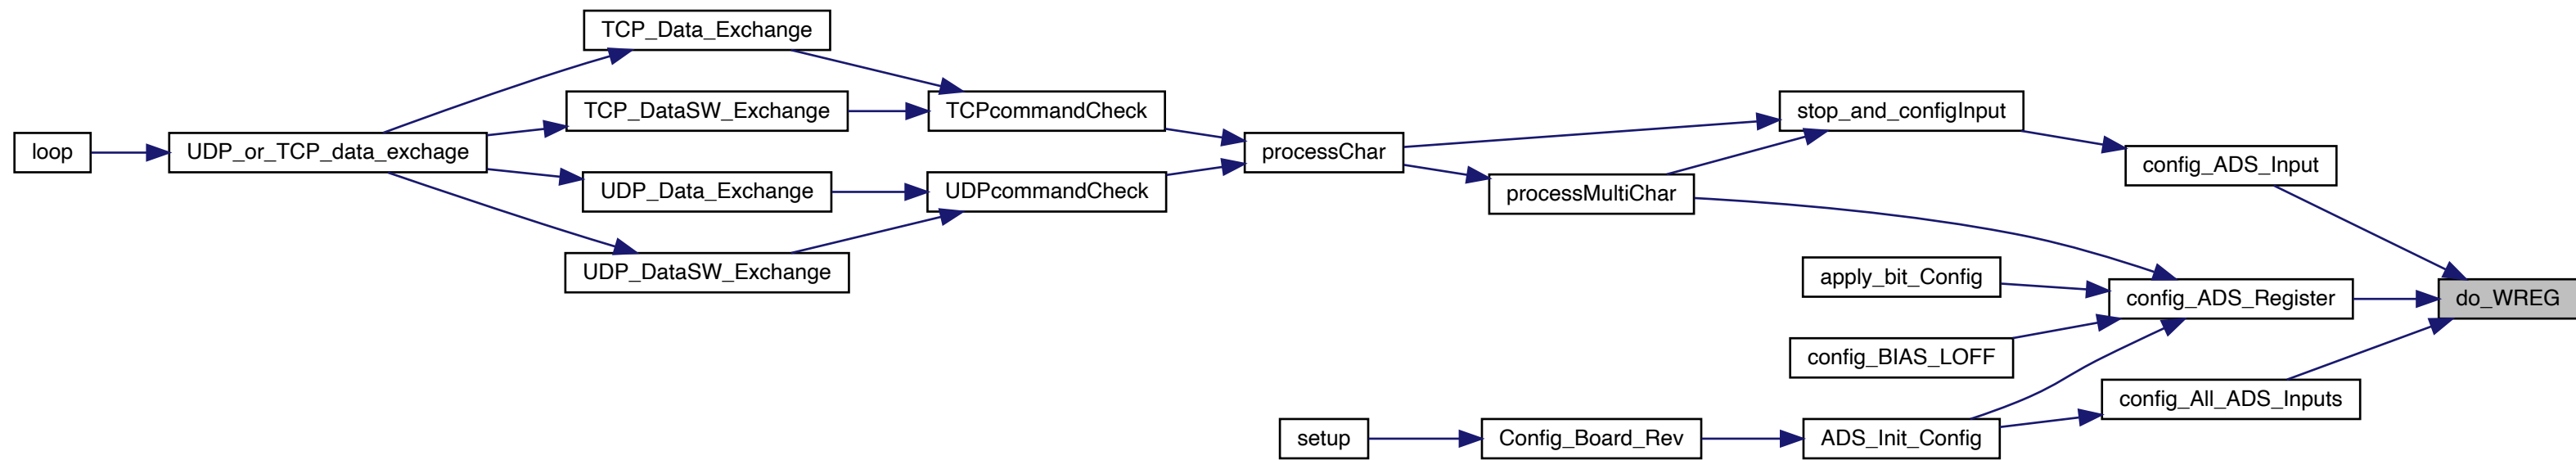 TCP_Data_Exchange
TCP_DataSW_Exchange
TCPcommandCheck
stop_and_configInput
loop
UDP_or_TCP_data_exchage
processChar
config_ADS_Input
UDP_Data_Exchange
UDPcommandCheck
processMultiChar
UDP_DataSW_Exchange
apply_bit_Config
config_ADS_Register
do_WREG
config_BIAS_LOFF
config_All_ADS_Inputs
setup
Config_Board_Rev
ADS_Init_Config